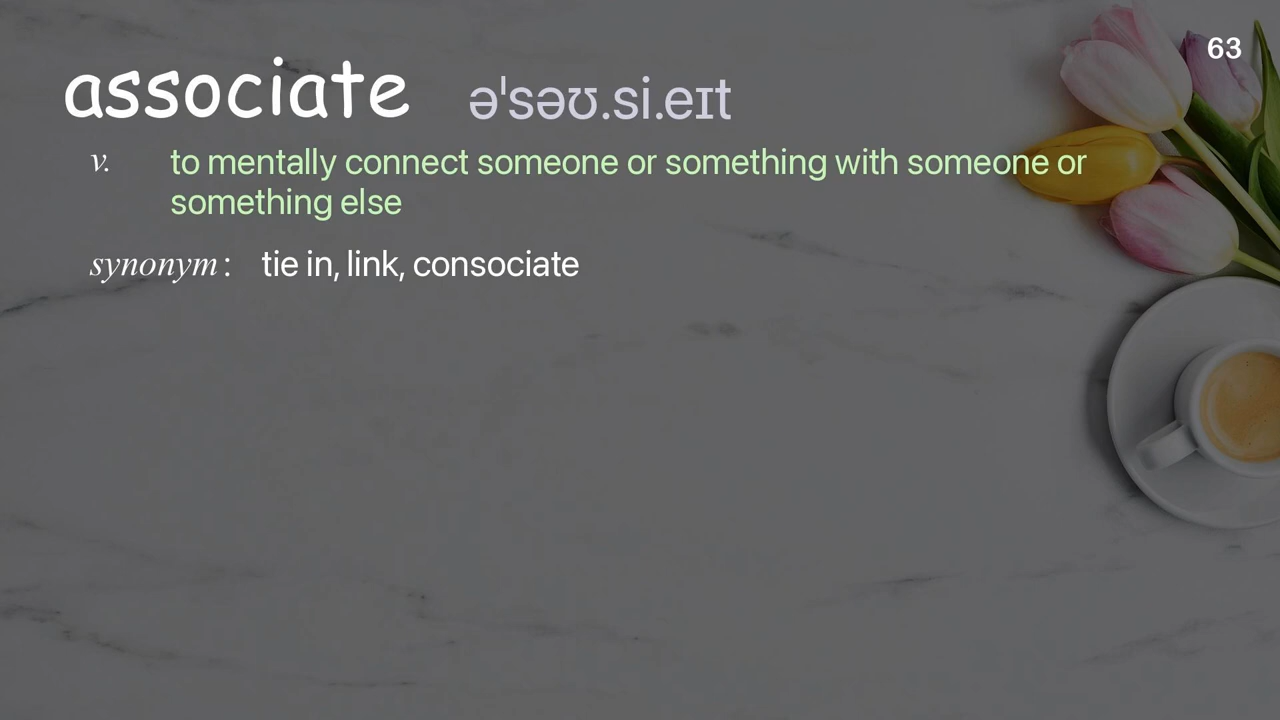 63
associate əˈsəʊ.si.eɪt
v. to mentally connect someone or something with someone or
something else
synonym: tie in, link, consociate